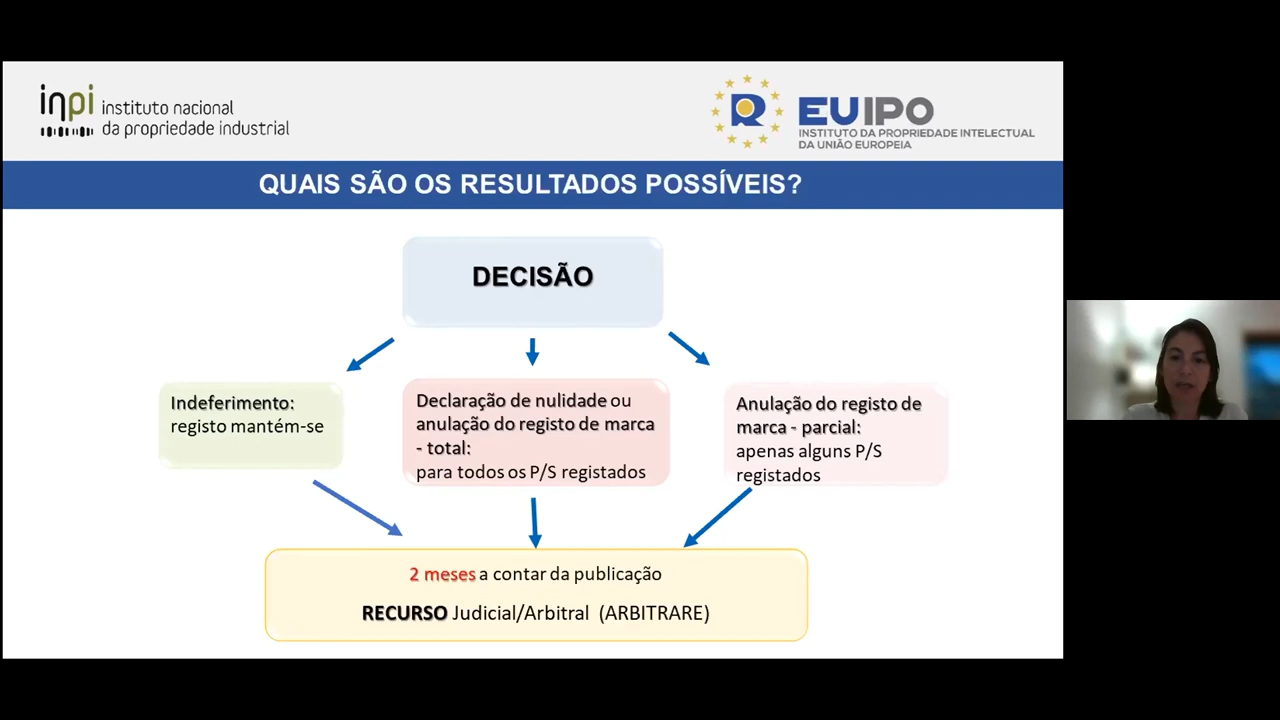 inpi instituto nacional
da propriedade industrial
EUIPO
INSTITUTO DA PROPRIEDADE INTELECTUAL
DA UNIÃO EUROPEIA
QUAIS SÃO OS RESULTADOS POSSÍVEIS?
DECISÃO
Indeferimento:
registo mantém-se
Declaração de nulidade ou
anulação do registo de marca
- total:
para todos os P/S registados
Anulação do registo de
marca - parcial:
apenas alguns P/S
registados
2 meses a contar da publicação
RECURSO Judicial/Arbitral (ARBITRARE)